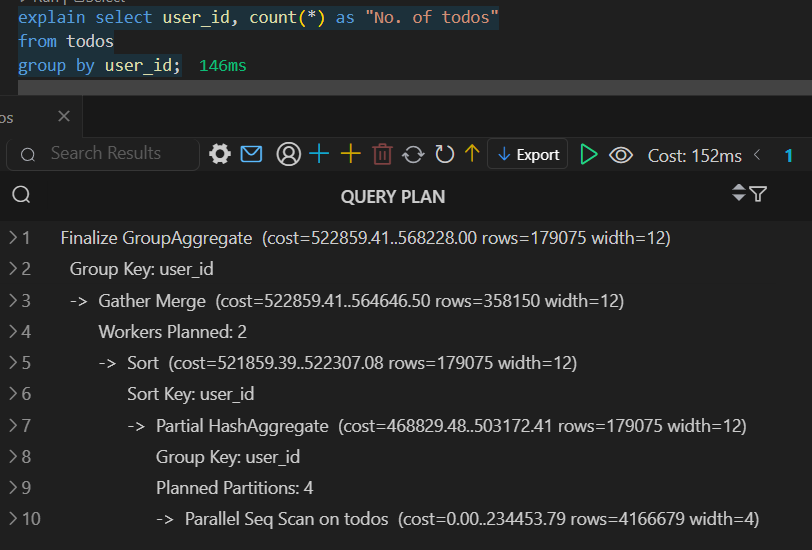 explain select user_id, count(*) as "No. of todos"
from todos
group by user_id; 146ms
os
Search Results
Export
Cost: 152ms
1
QUERY PLAN
1 Finalize GroupAggregate (cost=522859.41..568228.00 rows=179075 width=12)
2 Group Key: user_id
3 -> Gather Merge (cost=522859.41..564646.50 rows=358150 width=12)
4 Workers Planned: 2
5 -> Sort (cost=521859.39..522307.08 rows=179075 width=12)
6 Sort Key: user_id
7 -> Partial HashAggregate (cost=468829.48..503172.41 rows=179075 width=12)
8 Group Key: user_id
9 Planned Partitions: 4
10 -> Parallel Seq Scan on todos (cost=0.00..234453.79 rows=4166679 width=4)